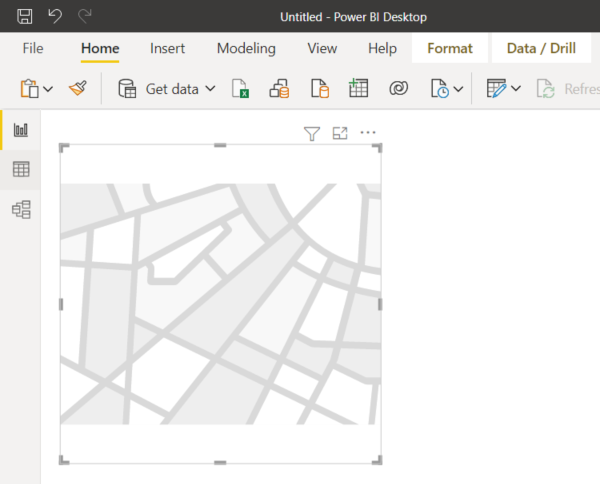 Untitled - Power BI Desktop
File Home Insert Modeling View Help Format Data / Drill
Get data Refres